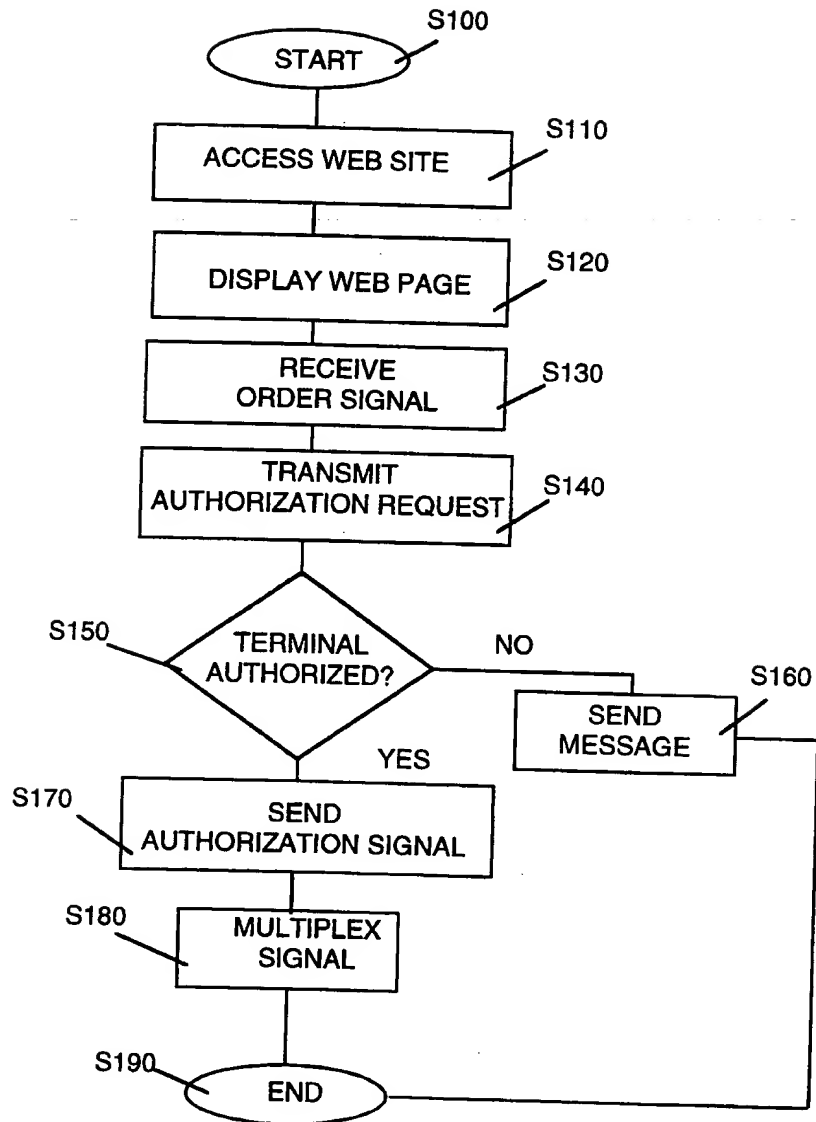 S100
START
S110
ACCESS WEB SITE
S120
DISPLAY WEB PAGE
RECEIVE
ORDER SIGNAL
S130
TRANSMIT
AUTHORIZATION REQUEST
S140
S150
TERMINAL
AUTHORIZED?
NO
S160
SEND
MESSAGE
YES
S170
SEND
AUTHORIZATION SIGNAL
S180
MULTIPLEX
SIGNAL
S190
END